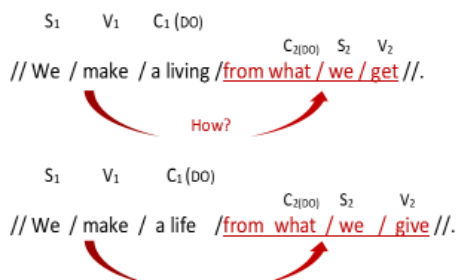 S₁ V₁ C₁ (DO)
C₂(DO) S₂ V₂
// We / make / a living /from what / we / get //.
How?
S₁ V₁ C₁ (DO)
C₂(DO) S₂ V₂
// We / make / a life /from what / we / give //.